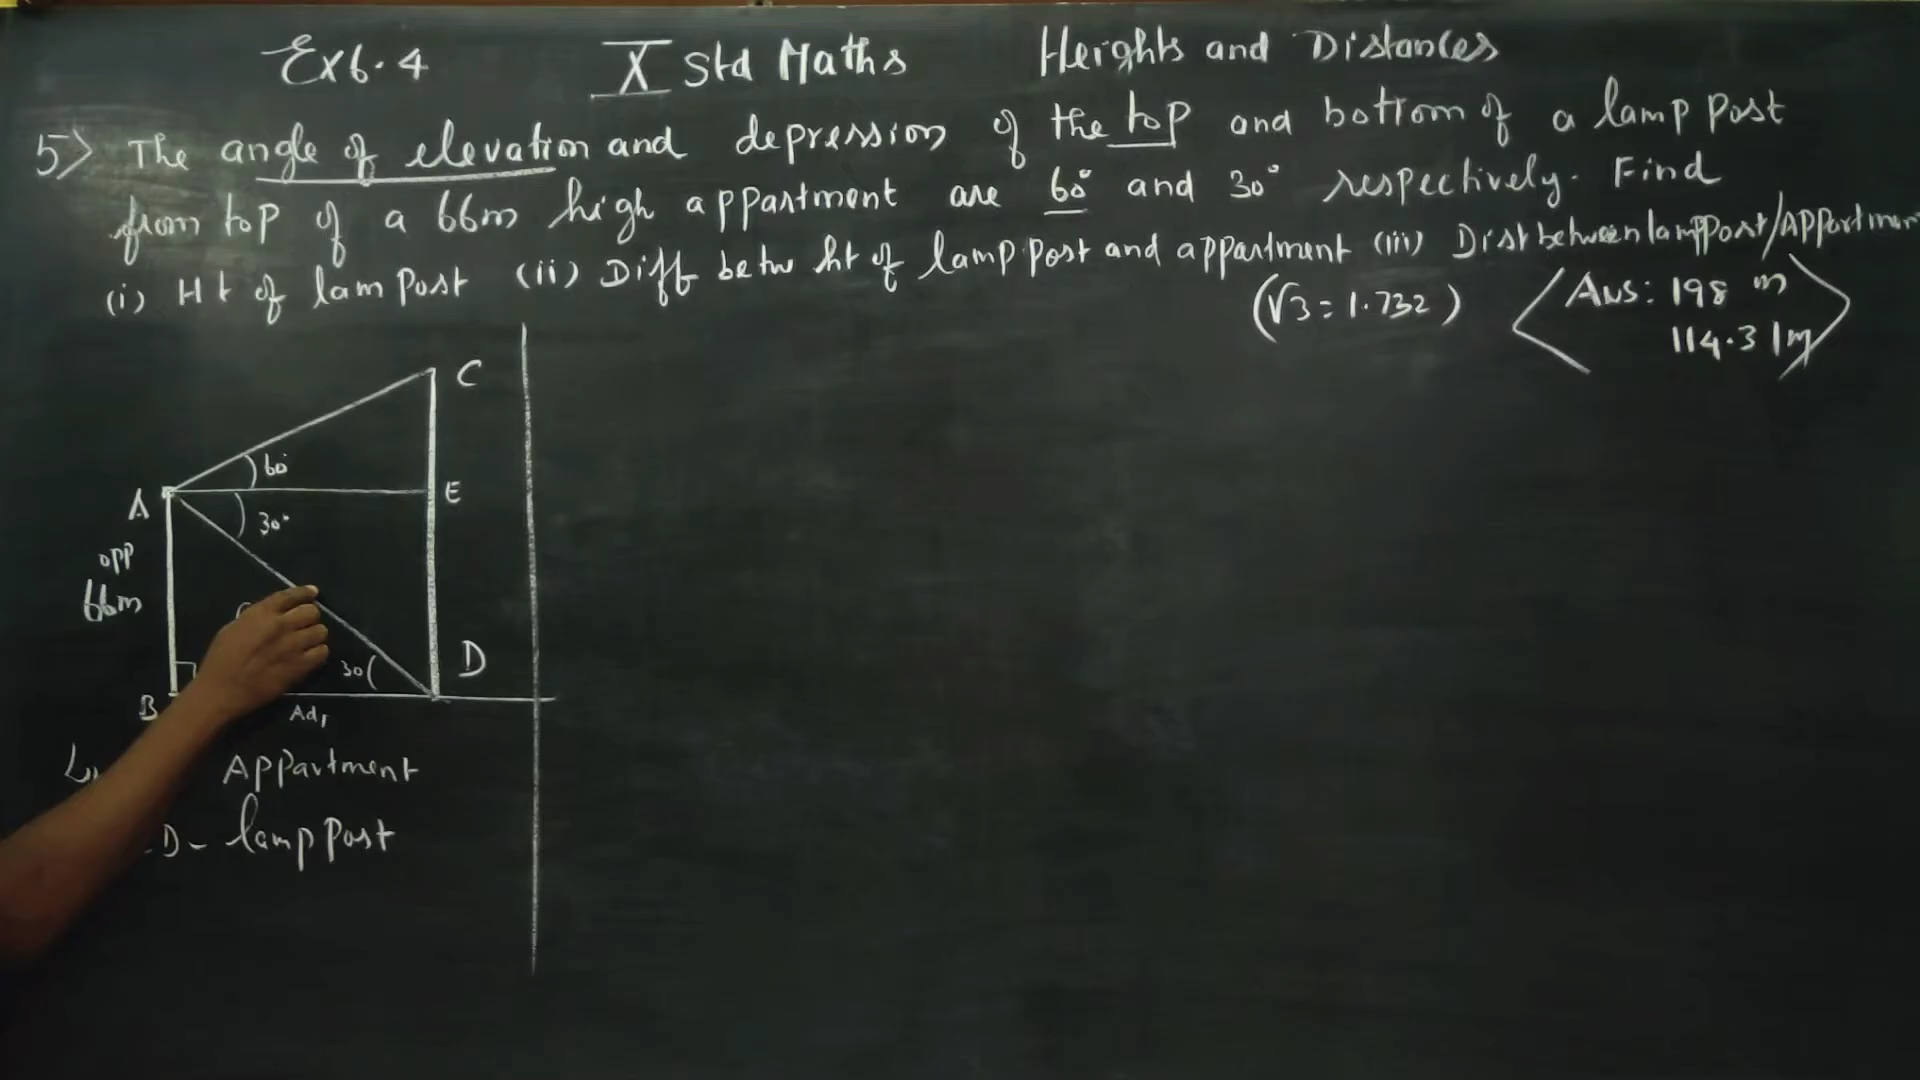 Ex 6.4 X Std Maths Heights and Distances
5) The angle of elevation and depression of the top and bottom of a lamp post
from top of a 66m high appartment are 60° and 30° respectively. Find
(i) Ht of lam Post (ii) Diff betw ht of lamp post and appartment (iii) Dist between lamppost/Appartment
(√3 = 1.732) Ans: 198 m
114.31m
C
60°
A E
30°
opp
66m
30
D
B
Adj
Appartment
D - lamp Post